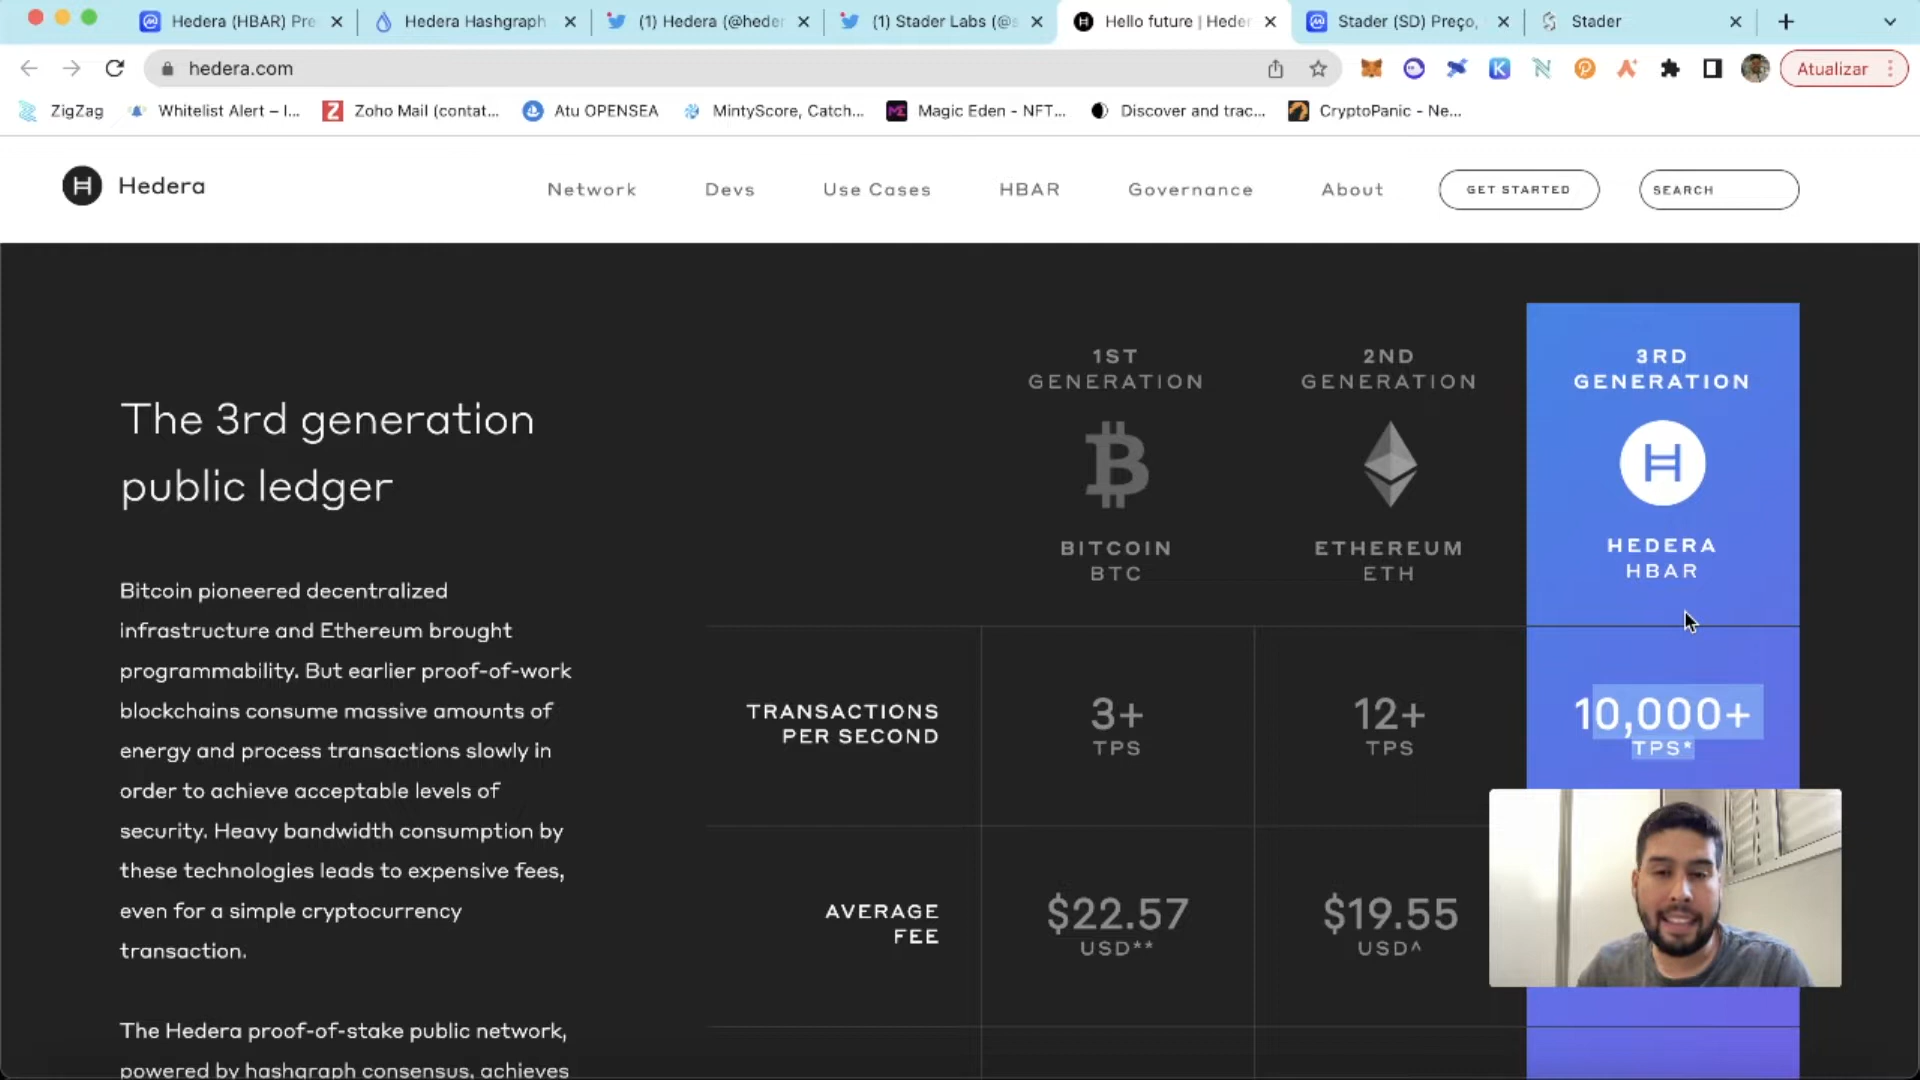 Hedera (HBAR) Pre
Hedera Hashgraph
(1) Hedera (@heder
(1) Stader Labs (@s
Hello future | Heder
Stader (SD) Preço,
Stader
hedera.com
Atualizar
ZigZag
Whitelist Alert – I...
Zoho Mail (contat...
Atu OPENSEA
MintyScore, Catch...
Magic Eden - NFT...
Discover and trac...
CryptoPanic - Ne...
Hedera
Network
Devs
Use Cases
HBAR
Governance
About
GET STARTED
SEARCH
The 3rd generation
public ledger
Bitcoin pioneered decentralized
infrastructure and Ethereum brought
programmability. But earlier proof-of-work
blockchains consume massive amounts of
energy and process transactions slowly in
order to achieve acceptable levels of
security. Heavy bandwidth consumption by
these technologies leads to expensive fees,
even for a simple cryptocurrency
transaction.
The Hedera proof-of-stake public network,
powered by hashgraph consensus, achieves
1ST
GENERATION
BITCOIN
BTC
2ND
GENERATION
ETHEREUM
ETH
3RD
GENERATION
HEDERA
HBAR
TRANSACTIONS
PER SECOND
3+
TPS
12+
TPS
10,000+
TPS*
AVERAGE
FEE
$22.57
USD**
$19.55
USD^